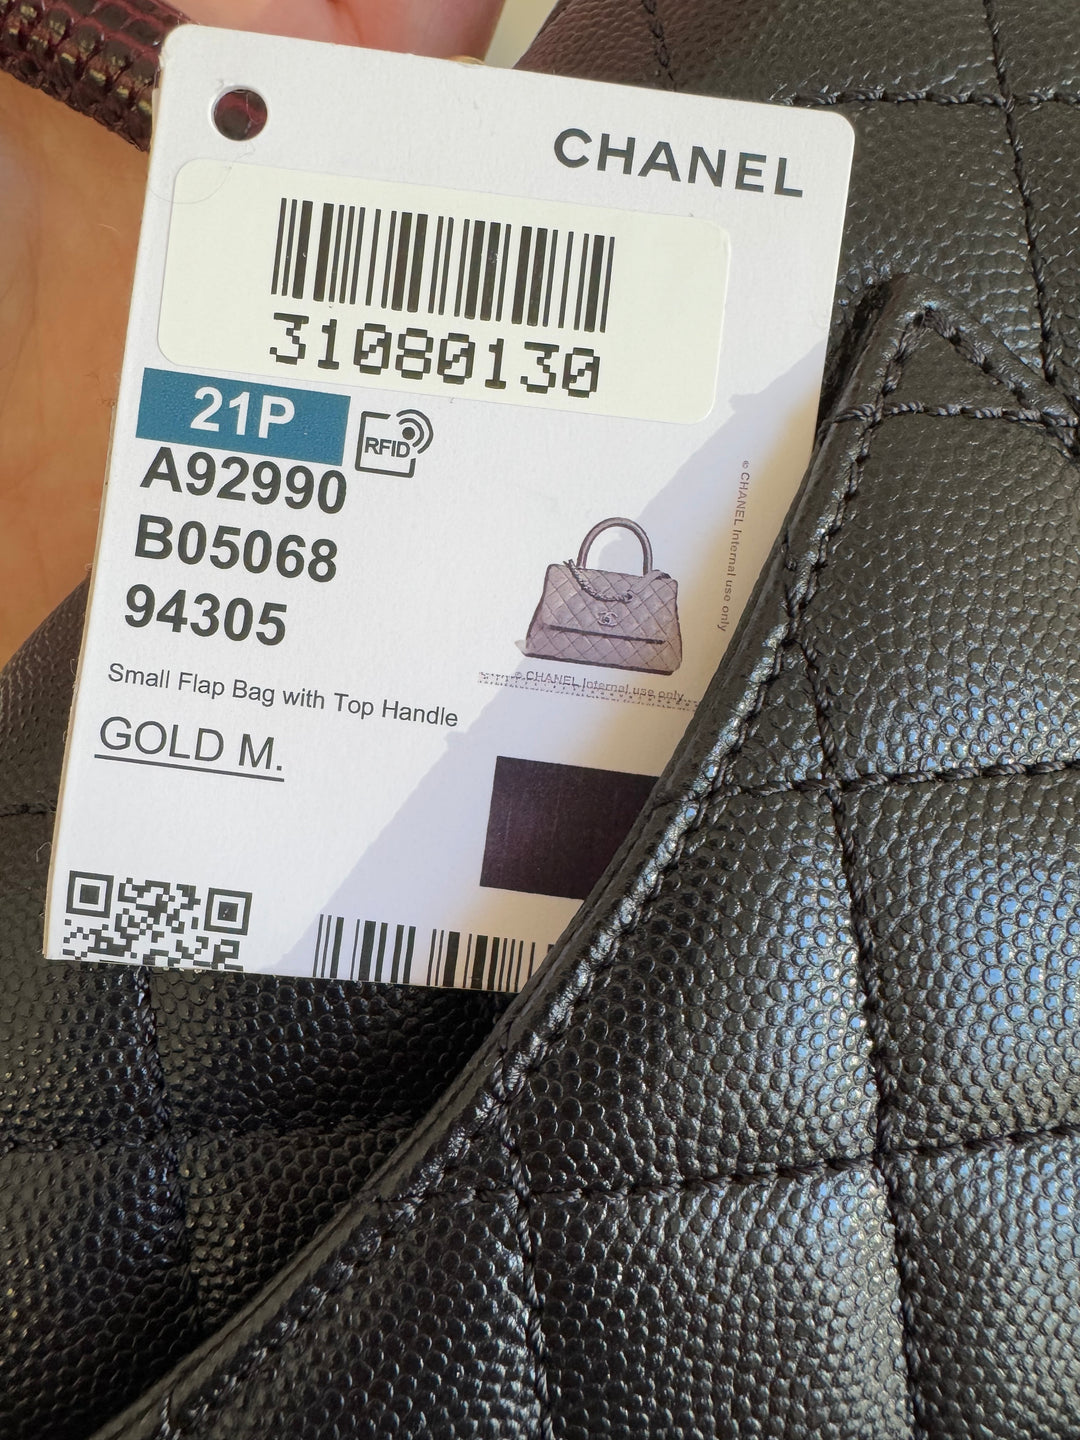 CHANEL
31080130
21P
RFID
A92990
B05068
94305
© CHANEL Internal use only
© CHANEL Internal use only
Small Flap Bag with Top Handle
GOLD M.